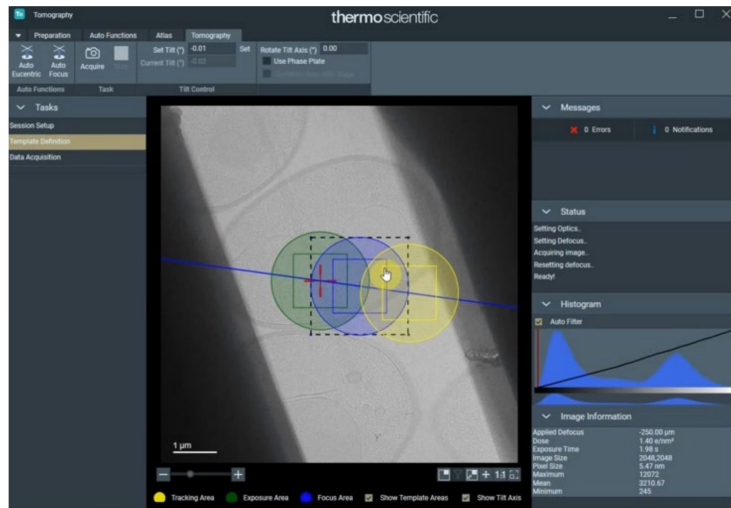 Tomography
thermo scientific
Preparation Auto Functions Atlas Tomography
Auto Eucentric
Auto Focus
Acquire
Set Tilt (°) -0.01 Set
Current Tilt (°) -0.03
Rotate Tilt Axis (°) 0.00
Use Phase Plate
Auto Functions Task Tilt Control
Tasks
Session Setup
Template Definition
Data Acquisition
Messages
0 Errors 0 Notifications
Status
Setting Optics..
Setting Defocus..
Acquiring image..
Resetting defocus..
Ready!
Histogram
Auto Filter
Image Information
Applied Defocus -250.00 µm
Dose 1.40 e/nm²
Exposure Time 1.98 s
Image Size 2048,2048
Pixel Size 5.47 nm
Maximum 12072
Mean 3210.67
Minimum 245
1 µm
1:1
Tracking Area Exposure Area Focus Area Show Template Areas Show Tilt Axis